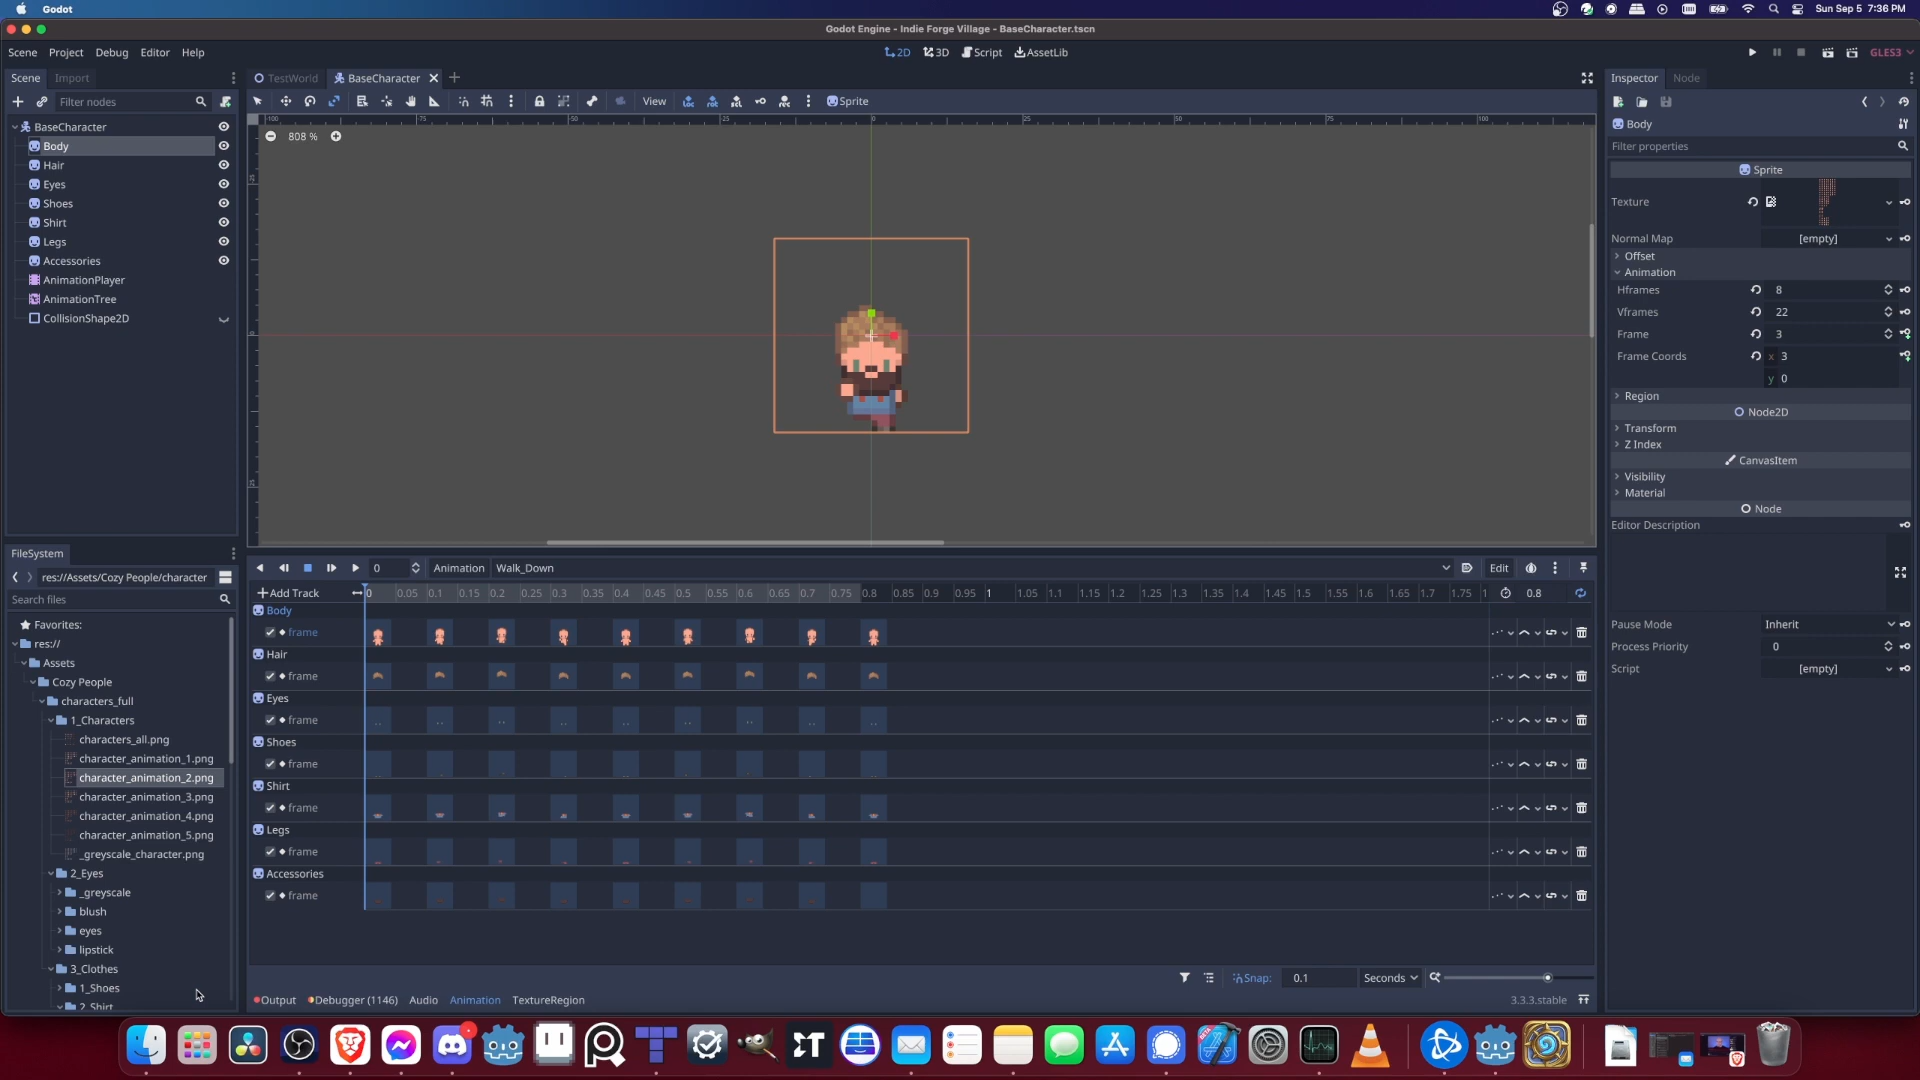 Godot
Sun Sep 5 7:36 PM
Godot Engine - Indie Forge Village - BaseCharacter.tscn
Scene Project Debug Editor Help
2D 3D Script AssetLib
GLES3
Scene Import
TestWorld BaseCharacter
Inspector Node
Filter nodes
View Sprite
BaseCharacter
Body
Hair
Eyes
Shoes
Shirt
Legs
Accessories
AnimationPlayer
AnimationTree
CollisionShape2D
808 %
Body
Filter properties
Sprite
Texture
Normal Map [empty]
Offset
Animation
Hframes 8
Vframes 22
Frame 3
Frame Coords x 3
y 0
Region
Node2D
Transform
Z Index
CanvasItem
Visibility
Material
Node
Editor Description
Pause Mode Inherit
Process Priority 0
Script [empty]
FileSystem
res://Assets/Cozy People/character
Search files
Favorites:
res://
Assets
Cozy People
characters_full
1_Characters
characters_all.png
character_animation_1.png
character_animation_2.png
character_animation_3.png
character_animation_4.png
character_animation_5.png
_greyscale_character.png
2_Eyes
_greyscale
blush
eyes
lipstick
3_Clothes
1_Shoes
2_Shirt
0 Animation Walk_Down Edit
Add Track 0 0.05 0.1 0.15 0.2 0.25 0.3 0.35 0.4 0.45 0.5 0.55 0.6 0.65 0.7 0.75 0.8 0.85 0.9 0.95 1 1.05 1.1 1.15 1.2 1.25 1.3 1.35 1.4 1.45 1.5 1.55 1.6 1.65 1.7 1.75 1 0.8
Body
frame
Hair
frame
Eyes
frame
Shoes
frame
Shirt
frame
Legs
frame
Accessories
frame
Snap: 0.1 Seconds
Output Debugger (1146) Audio Animation TextureRegion
3.3.3.stable